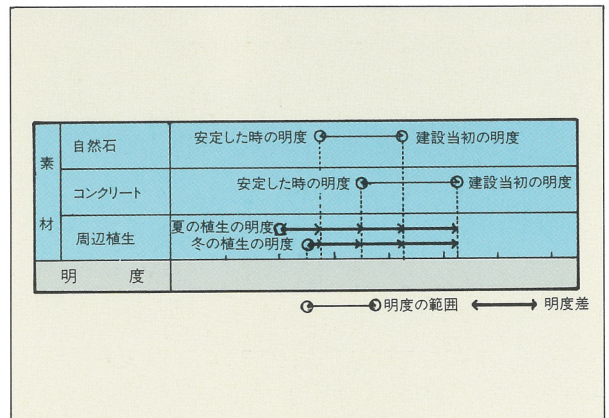 素材
自然石
安定した時の明度
建設当初の明度
コンクリート
安定した時の明度
建設当初の明度
周辺植生
夏の植生の明度
冬の植生の明度
明度
明度の範囲
明度差